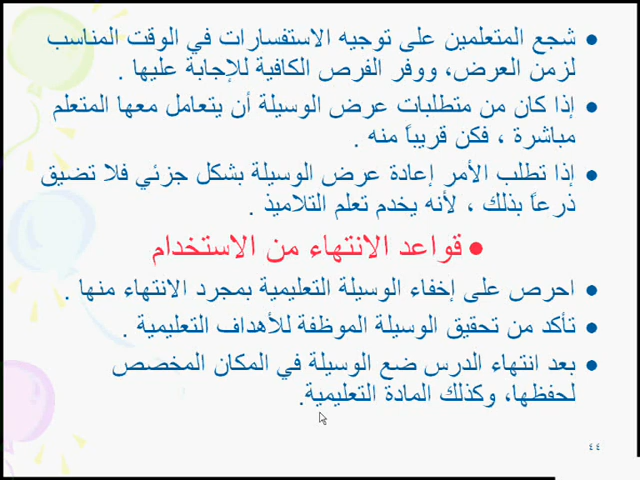 • شجع المتعلمين على توجيه الاستفسارات في الوقت المناسب
لزمن العرض، ووفر الفرص الكافية للإجابة عليها .
• إذا كان من متطلبات عرض الوسيلة أن يتعامل معها المتعلم
مباشرة ، فكن قريباً منه .
• إذا تطلب الأمر إعادة عرض الوسيلة بشكل جزئي فلا تضيق
ذرعاً بذلك ، لأنه يخدم تعلم التلاميذ .
• قواعد الانتهاء من الاستخدام
• احرص على إخفاء الوسيلة التعليمية بمجرد الانتهاء منها .
• تأكد من تحقيق الوسيلة الموظفة للأهداف التعليمية .
• بعد انتهاء الدرس ضع الوسيلة في المكان المخصص
لحفظها، وكذلك المادة التعليمية.
٤٤